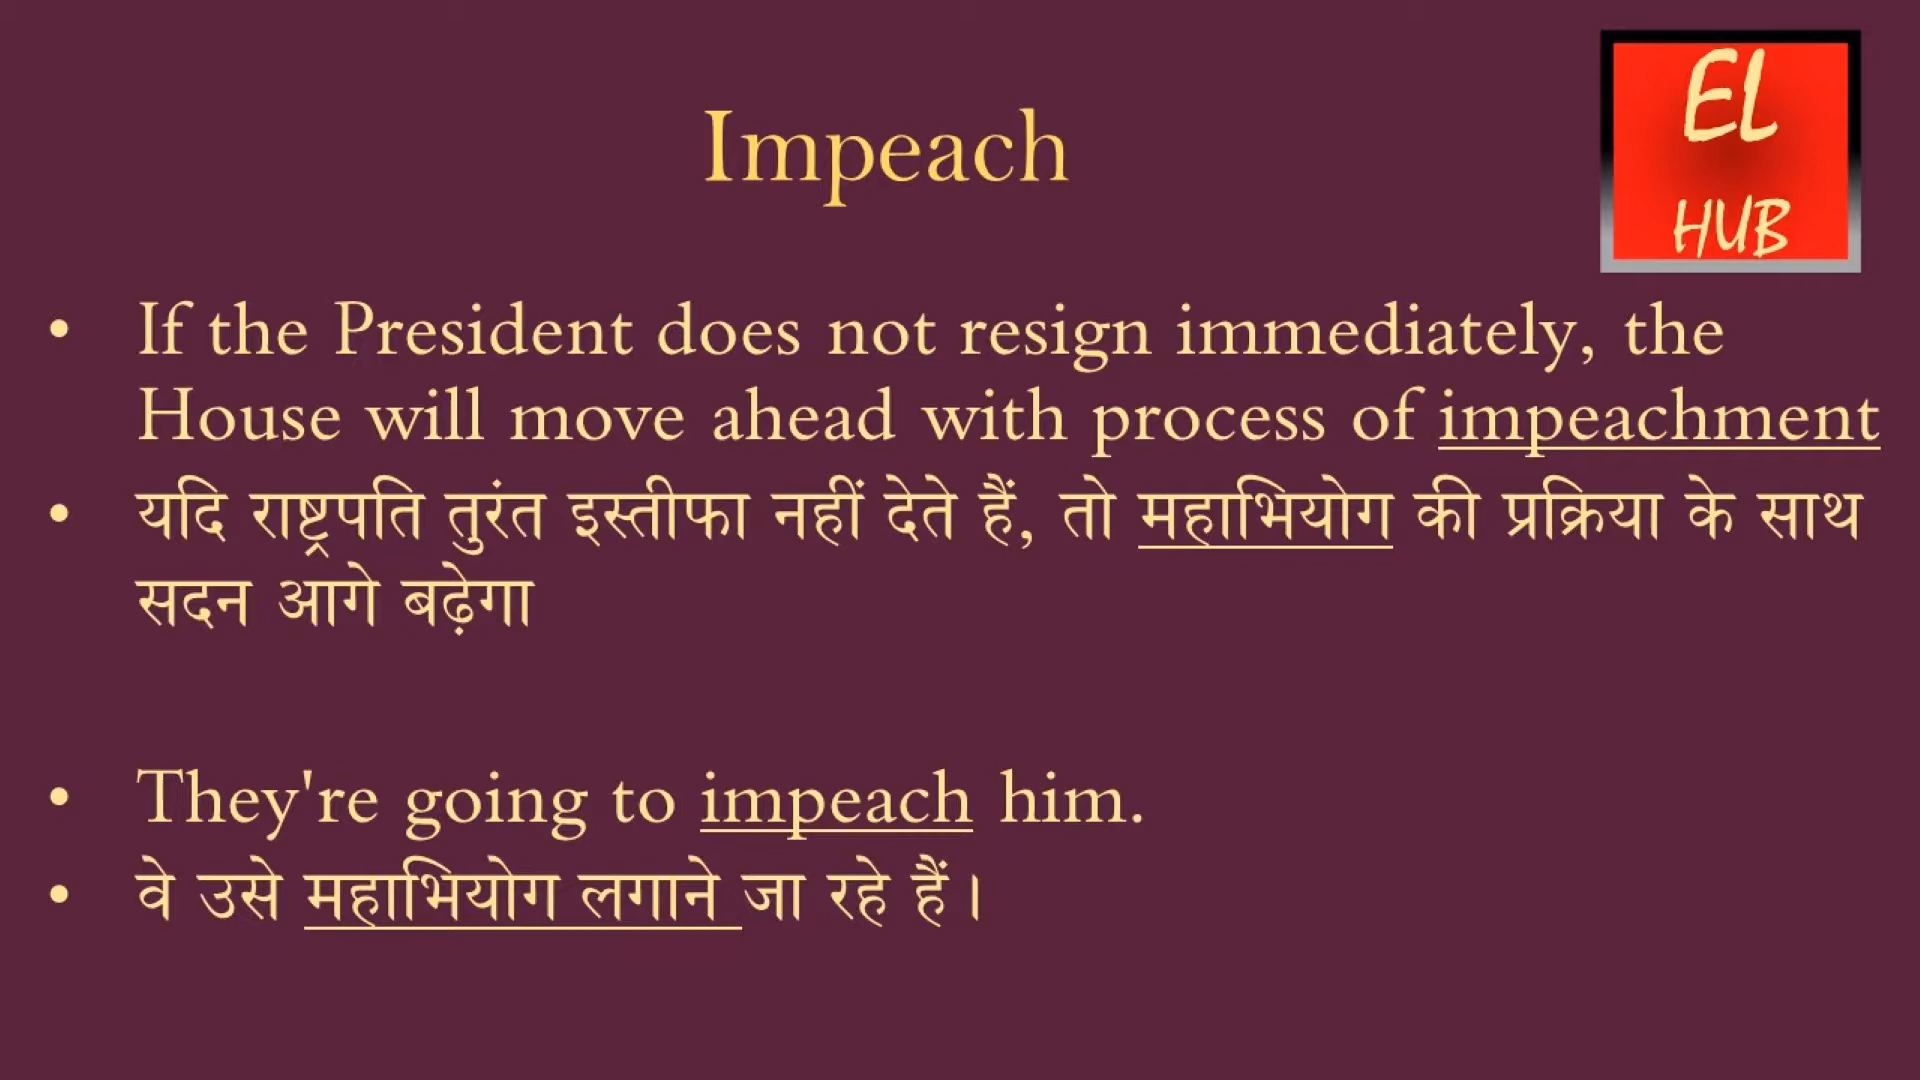 EL
HUB
Impeach
• If the President does not resign immediately, the
House will move ahead with process of impeachment
• यदि राष्ट्रपति तुरंत इस्तीफा नहीं देते हैं, तो महाभियोग की प्रक्रिया के साथ
सदन आगे बढ़ेगा
• They're going to impeach him.
• वे उसे महाभियोग लगाने जा रहे हैं।